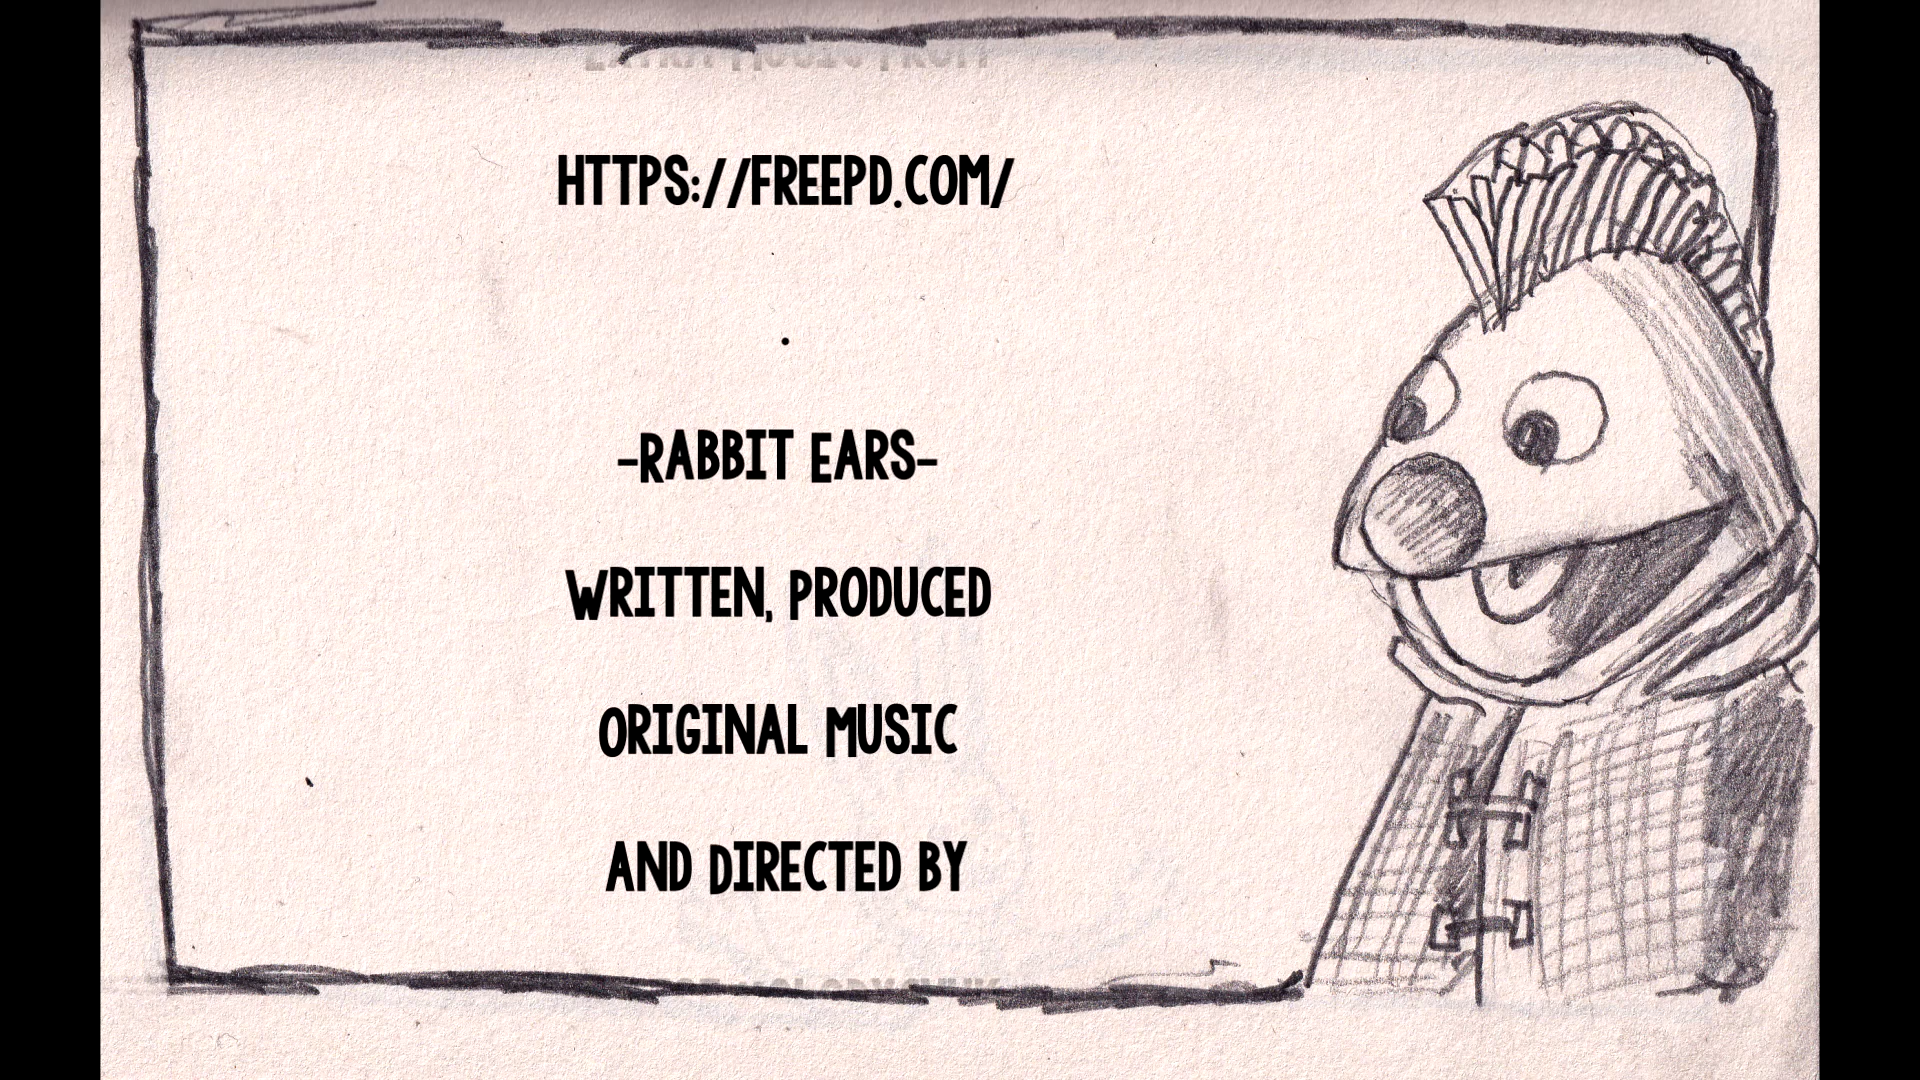 HTTPS://FREEPD.COM/
.
-RABBIT EARS-
WRITTEN, PRODUCED
ORIGINAL MUSIC
AND DIRECTED BY